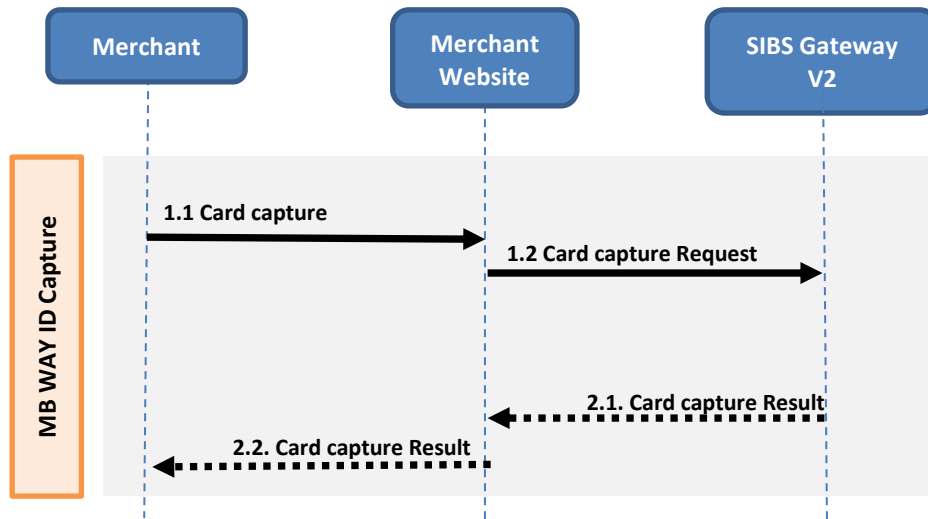 Merchant
Merchant
Website
SIBS Gateway
V2
MB WAY ID Capture
1.1 Card capture
1.2 Card capture Request
2.1. Card capture Result
2.2. Card capture Result